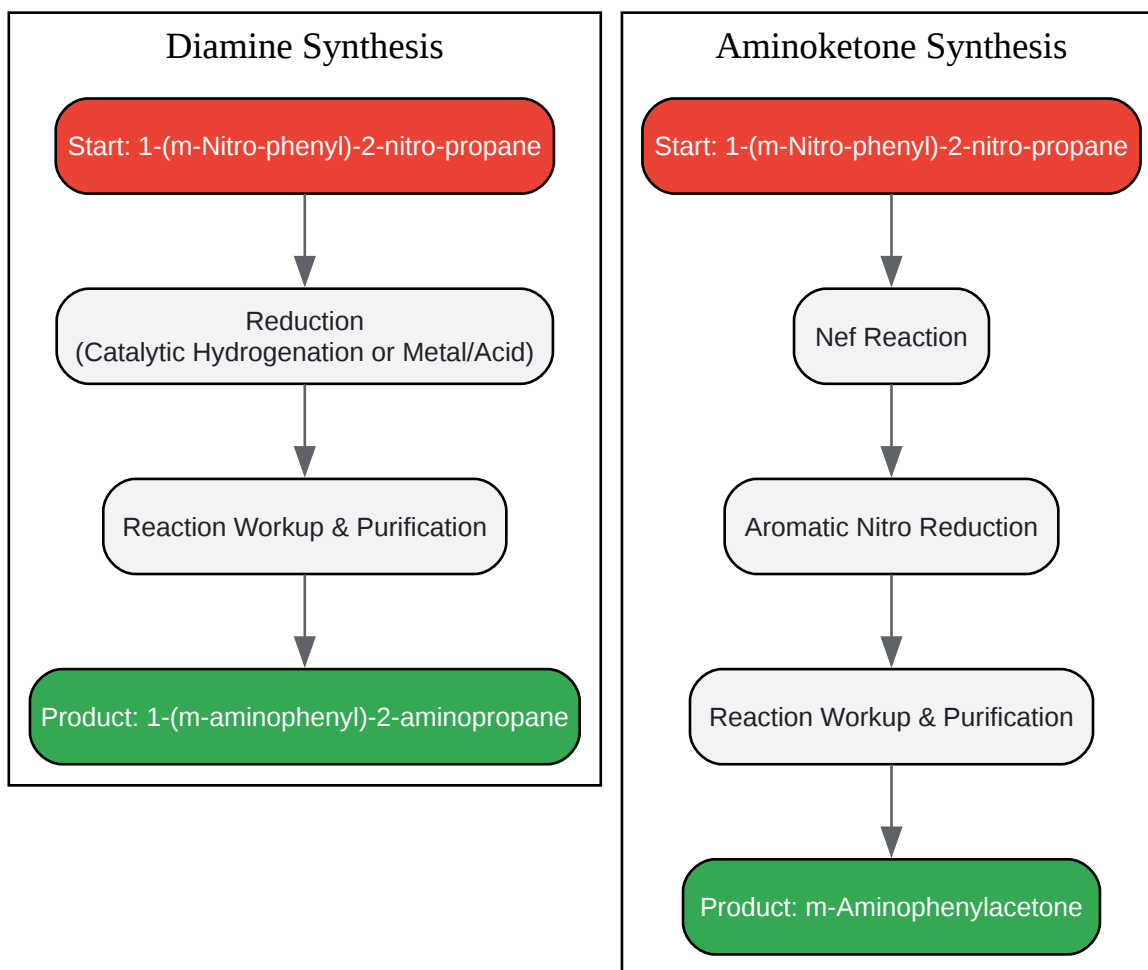 Diamine Synthesis
Start: 1-(m-Nitro-phenyl)-2-nitro-propane
Reduction
(Catalytic Hydrogenation or Metal/Acid)
Reaction Workup & Purification
Product: 1-(m-aminophenyl)-2-aminopropane
Aminoketone Synthesis
Start: 1-(m-Nitro-phenyl)-2-nitro-propane
Nef Reaction
Aromatic Nitro Reduction
Reaction Workup & Purification
Product: m-Aminophenylacetone